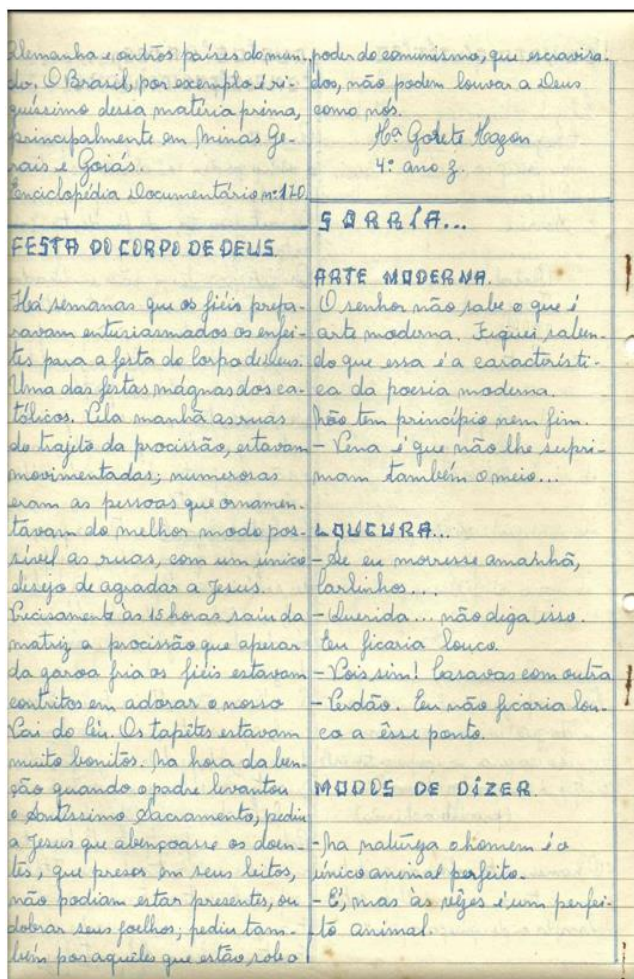 Alemanha e outros países do mun-
do. O Brasil, por exemplo é ri-
quíssimo dessa matéria prima,
principalmente em Minas Ge-
rais e Goiás.
Enciclopédia Documentário nº 170
FESTA DO CORPO DE DEUS.
Há semanas que os fiéis prepa-
ravam enturiasmados os enfei-
tes para a festa do Corpo de Deus.
Uma das festas mágnas dos ca-
tólicos. Pela manhã as ruas
do trajeto da procissão, estavam
movimentadas; numerosas
eram as pessoas que ornamen-
tavam do melhor modo pos-
sível as ruas, com um único
desejo de agradar a Jesus.
Precisamente às 15 horas saiu da
matriz a procissão que apesar
da garoa fria os fiéis estavam
contritos em adorar o nosso
Pai do Céu. Os tapêtes estavam
muito bonitos. Na hora da ben-
ção quando o padre levantou
o Santíssimo Sacramento, pediu
a Jesus que abençoasse os doen-
tes, que presos em seus leitos,
não podiam estar presentes, ou
dobrar seus joelhos; pediu tam-
bém por aqueles que estão sob o
poder do comunismo, que escravisa-
dos, não podem louvar a Deus
como nós.
Mª Gorete Mazon
4º ano z.
SORRÍA...
ARTE MODERNA.
O senhor não sabe o que é
arte moderna. Fiquei saben-
do que essa é a característi-
ca da poesia moderna.
Não tem princípio nem fim.
- Pena é que não lhe supri-
mam também o meio...
LOUCURA...
- Se eu morresse amanhã,
Carlinhos...
- Querida... não diga isso.
Eu ficaria louco.
- Pois sim! Casavas com outra
- Perdão. Eu não ficaria lou-
co a êsse ponto.
MODOS DE DIZER.
- Na naturêza o homem é o
único animal perfeito.
- É, mas às vêzes é um perfei-
to animal.